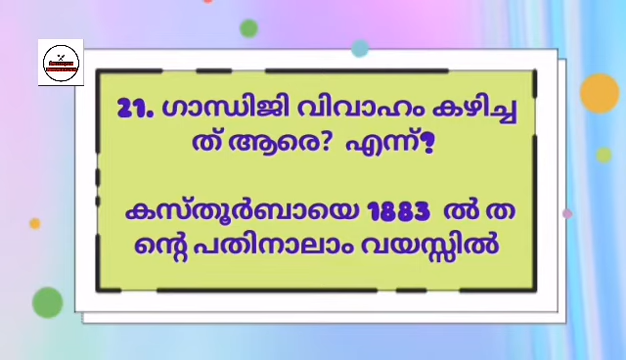 21. ഗാന്ധിജി വിവാഹം കഴിച്ച
ത് ആരെ? എന്ന്?
കസ്തൂർബായെ 1883 ൽ ത
ന്റെ പതിനാലാം വയസ്സിൽ